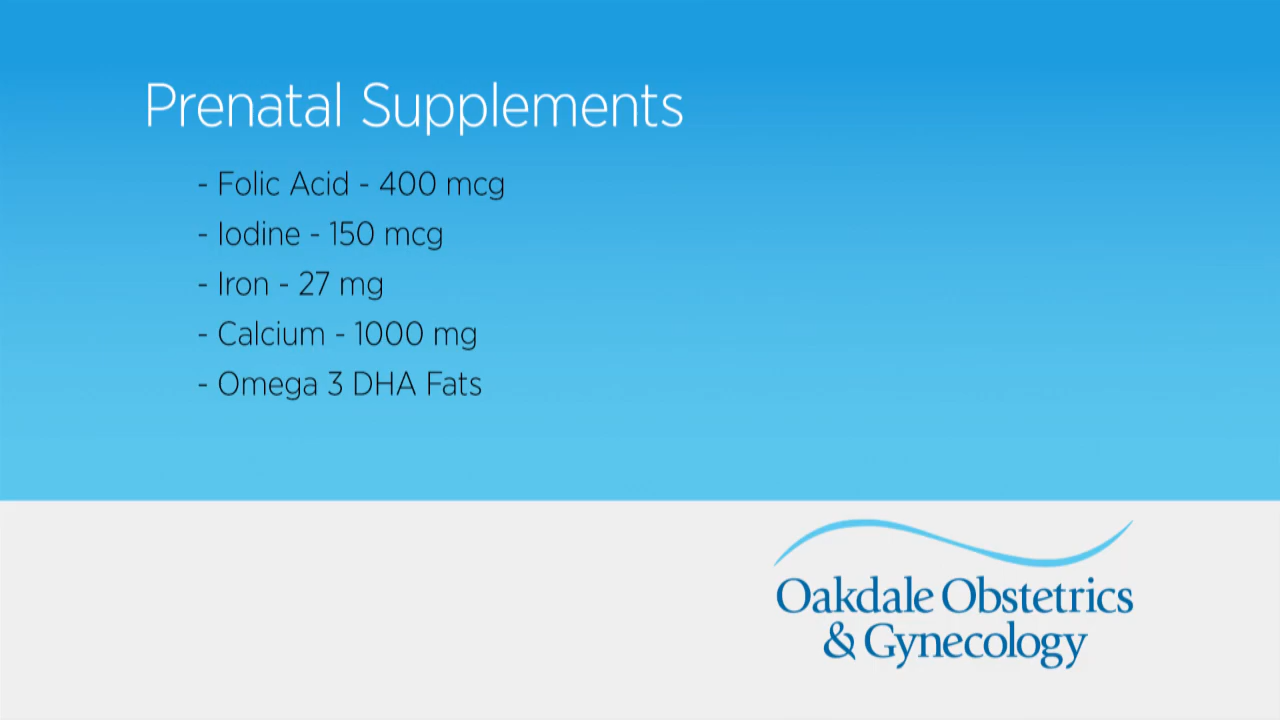 Prenatal Supplements
- Folic Acid - 400 mcg
- Iodine - 150 mcg
- Iron - 27 mg
- Calcium - 1000 mg
- Omega 3 DHA Fats
Oakdale Obstetrics
& Gynecology